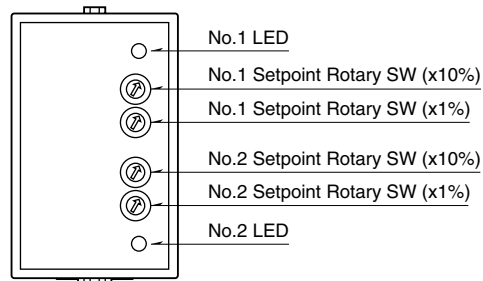 No.1 LED
No.1 Setpoint Rotary SW (x10%)
No.1 Setpoint Rotary SW (x1%)
No.2 Setpoint Rotary SW (x10%)
No.2 Setpoint Rotary SW (x1%)
No.2 LED